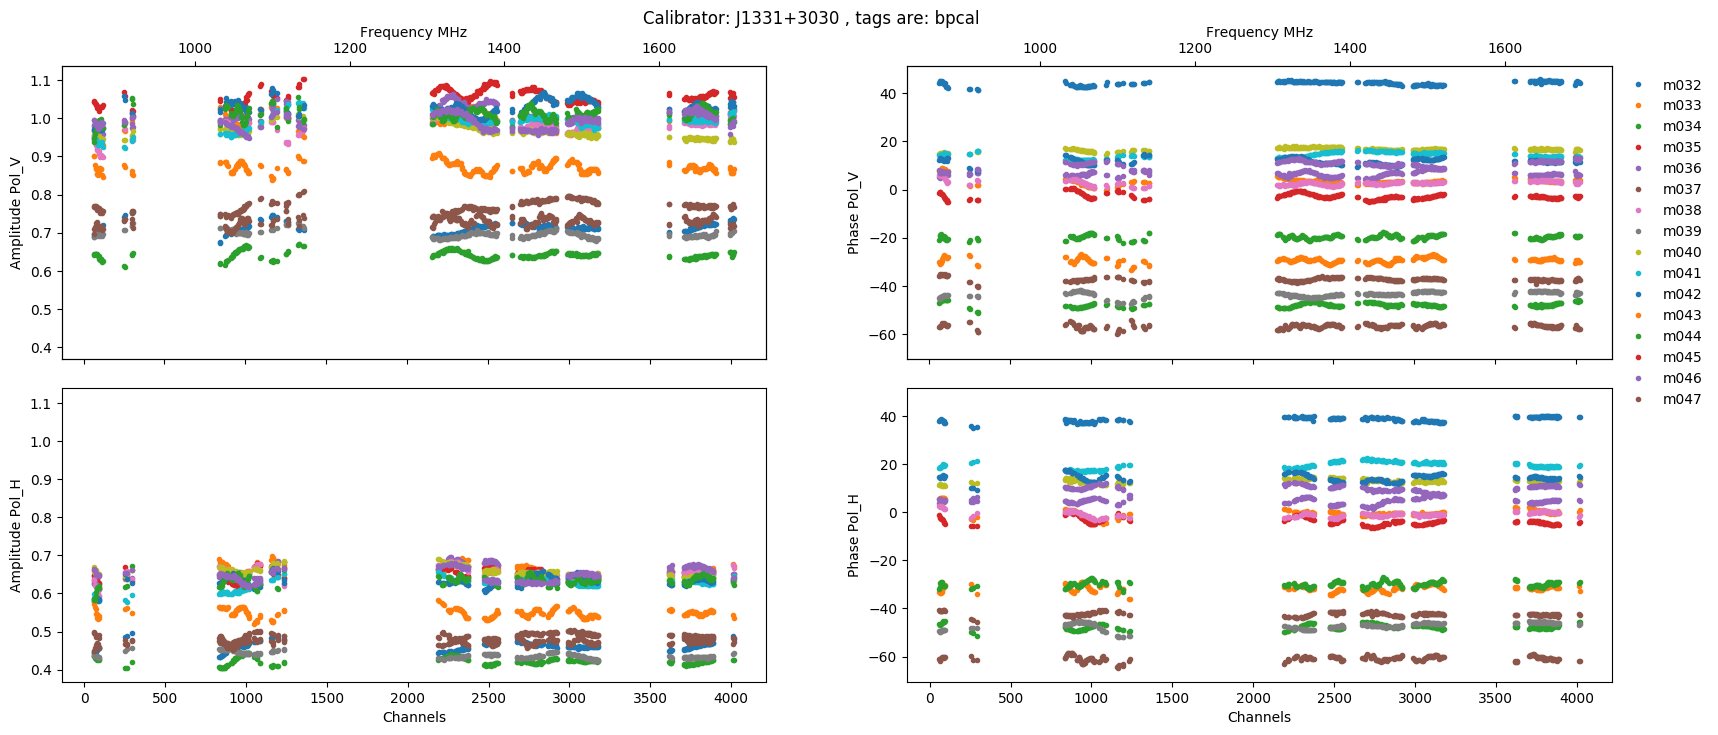 Calibrator: J1331+3030 , tags are: bpcal
Frequency MHz
1000 1200 1400 1600
Amplitude Pol_V
1.1
1.0
0.9
0.8
0.7
0.6
0.5
0.4
Frequency MHz
1000 1200 1400 1600
Phase Pol_V
40
20
0
−20
−40
−60
Amplitude Pol_H
1.1
1.0
0.9
0.8
0.7
0.6
0.5
0.4
0 500 1000 1500 2000 2500 3000 3500 4000
Channels
Phase Pol_H
40
20
0
−20
−40
−60
0 500 1000 1500 2000 2500 3000 3500 4000
Channels
m032
m033
m034
m035
m036
m037
m038
m039
m040
m041
m042
m043
m044
m045
m046
m047